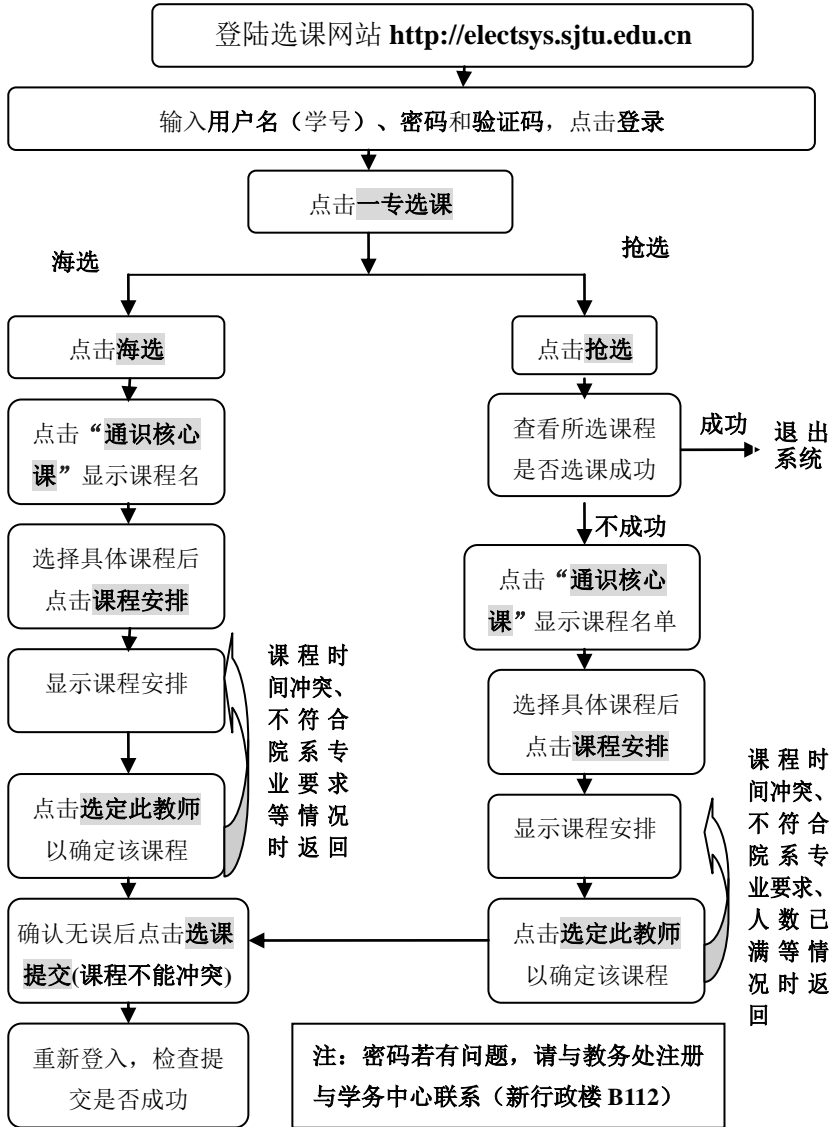 登陆选课网站 http://electsys.sjtu.edu.cn
输入用户名（学号）、密码和验证码，点击登录
点击一专选课
海选
点击海选
点击“通识核心
课”显示课程名
选择具体课程后
点击课程安排
显示课程安排
课程时
间冲突、
不符合
院系专
业要求
等情况
时返回
点击选定此教师
以确定该课程
确认无误后点击选课
提交(课程不能冲突)
重新登入，检查提
交是否成功
抢选
点击抢选
查看所选课程
是否选课成功
成功
退出
系统
不成功
点击“通识核心
课”显示课程名单
选择具体课程后
点击课程安排
显示课程安排
课程时
间冲突、
不符合
院系专
业要求、
人数已
满等情
况时返
回
点击选定此教师
以确定该课程
注：密码若有问题，请与教务处注册
与学务中心联系（新行政楼 B112）